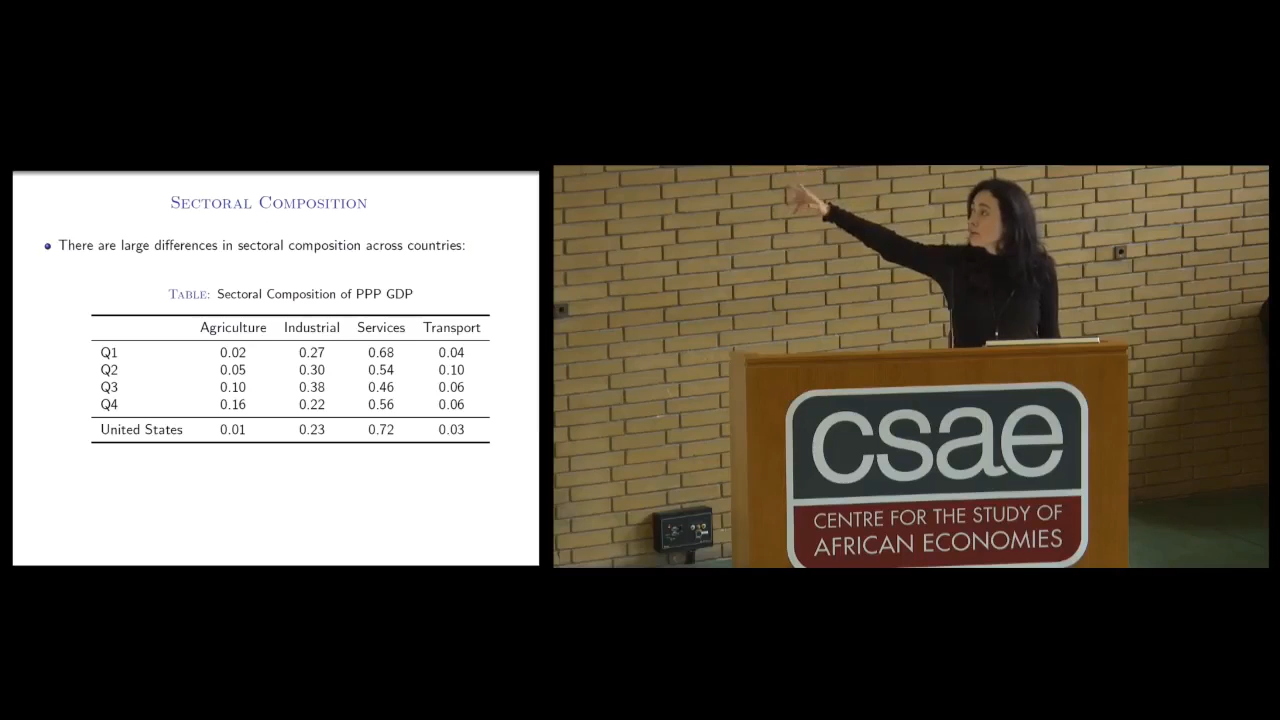 SECTORAL COMPOSITION
There are large differences in sectoral composition across countries:
TABLE: Sectoral Composition of PPP GDP
Agriculture Industrial Services Transport
Q1 0.02 0.27 0.68 0.04
Q2 0.05 0.30 0.54 0.10
Q3 0.10 0.38 0.46 0.06
Q4 0.16 0.22 0.56 0.06
United States 0.01 0.23 0.72 0.03
csae
CENTRE FOR THE STUDY OF
AFRICAN ECONOMIES